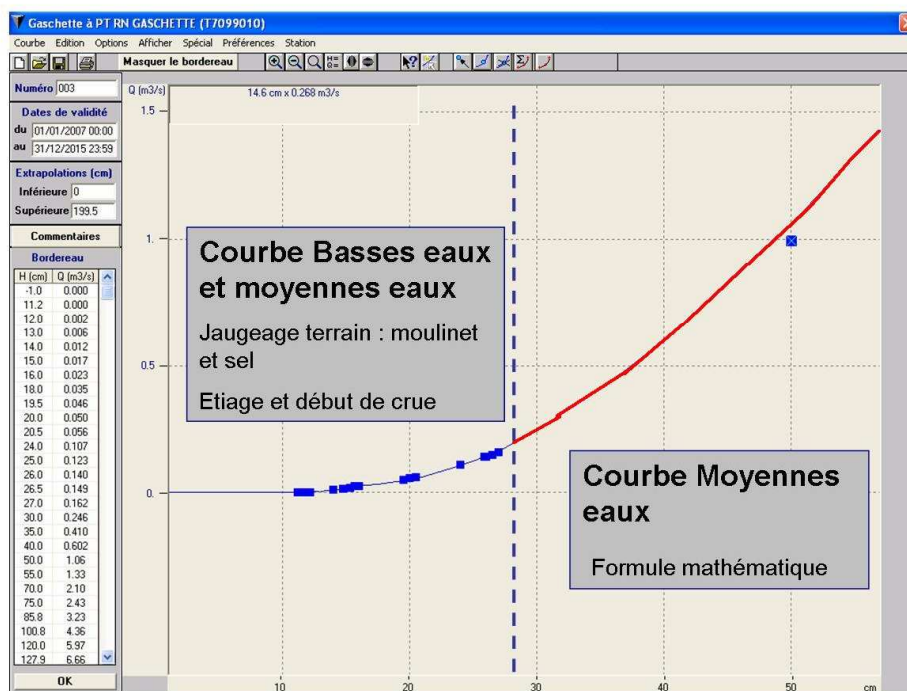 Gaschette à PT RN GASCHETTE (T7099010)
Courbe Edition Options Afficher Spécial Préférences Station
Masquer le bordereau
H=
Q=
Numéro 003
Dates de validité
du 01/01/2007 00:00
au 31/12/2015 23:59
Extrapolations (cm)
Inférieure 0
Supérieure 199.5
Commentaires
Bordereau
H (cm) Q (m3/s)
-1.0 0.000
11.2 0.000
12.0 0.002
13.0 0.006
14.0 0.012
15.0 0.017
16.0 0.023
18.0 0.035
19.5 0.046
20.0 0.050
20.5 0.056
24.0 0.107
25.0 0.123
26.0 0.140
26.5 0.149
27.0 0.162
30.0 0.246
35.0 0.410
40.0 0.602
50.0 1.06
55.0 1.33
70.0 2.10
75.0 2.43
85.8 3.23
100.8 4.36
120.0 5.97
127.9 6.66
OK
Q (m3/s)
14.6 cm x 0.268 m3/s
1.5
1.
0.5
0.
Courbe Basses eaux
et moyennes eaux
Jaugeage terrain : moulinet
et sel
Etiage et début de crue
Courbe Moyennes
eaux
Formule mathématique
10 20 30 40 50 cm